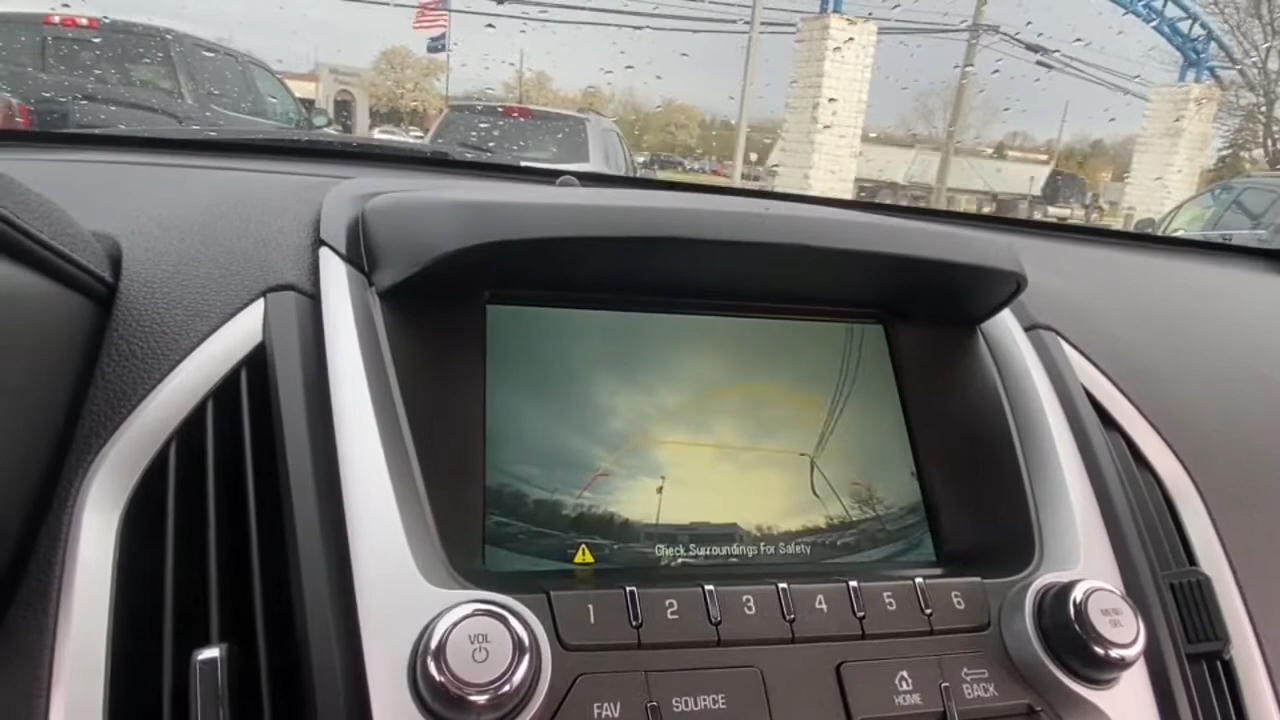 Check Surroundings For Safety
1 2 3 4 5 6
VOL
MENU
SEL
FAV SOURCE
HOME BACK